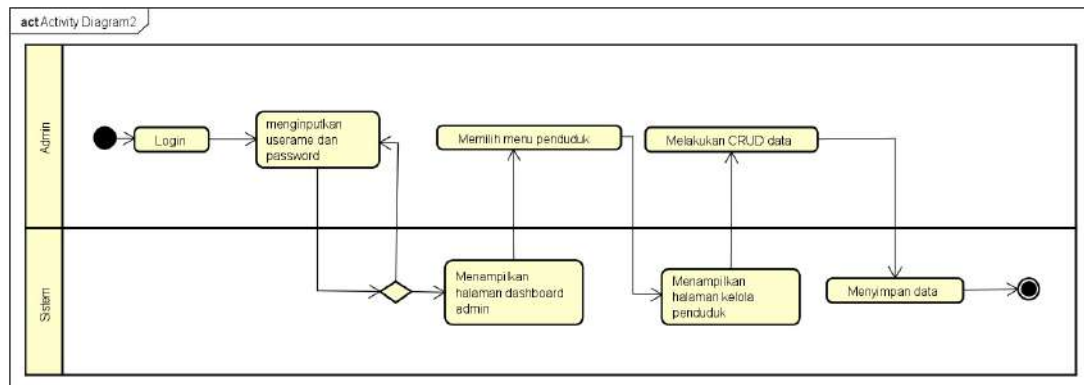 act Activity Diagram2
Admin
Login
menginputkan
userame dan
password
Memilih menu penduduk
Melakukan CRUD data
Sistem
Menampilkan
halaman dashboard
admin
Menampilkan
halaman kelola
penduduk
Menyimpan data